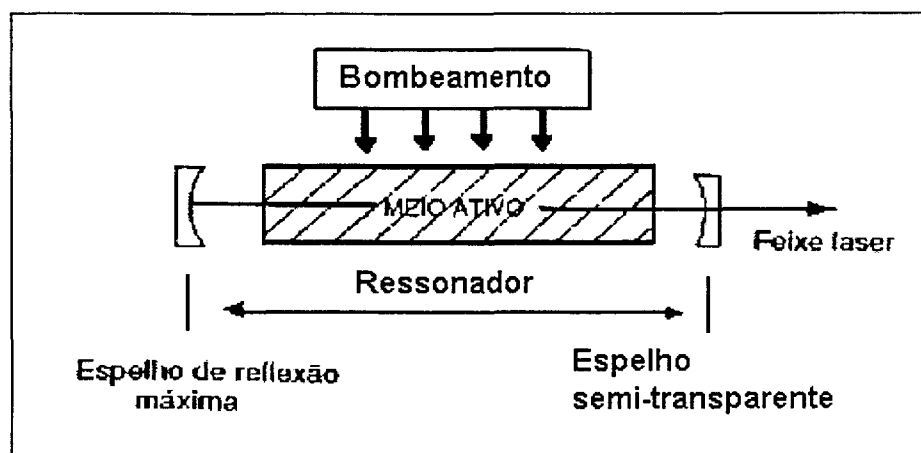 Bombeamento
MEIO ATIVO
Feixe laser
Ressonador
Espelho de reflexão
máxima
Espelho
semi-transparente